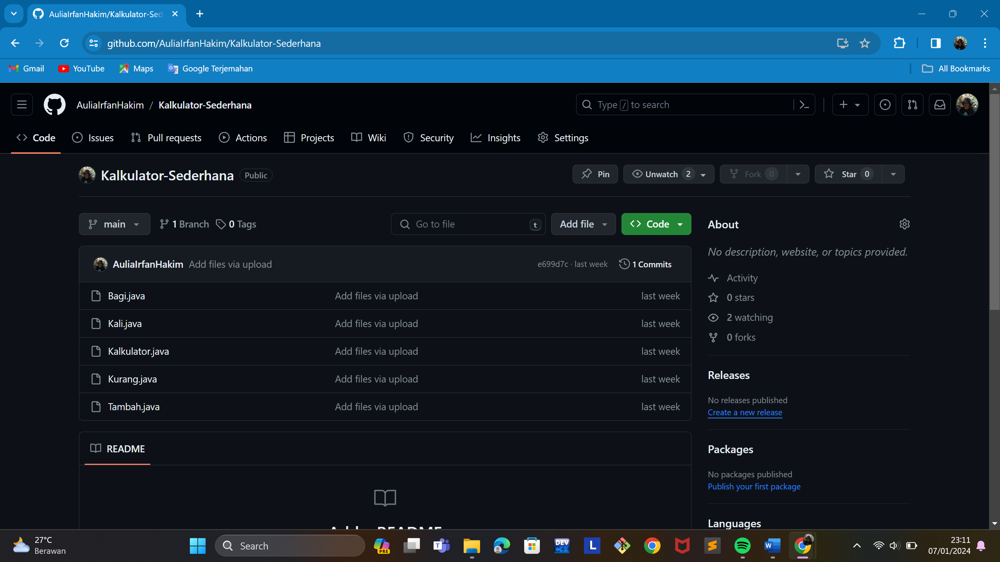 AuliaIrfanHakim/Kalkulator-Sed
github.com/AuliaIrfanHakim/Kalkulator-Sederhana
Gmail YouTube Maps Google Terjemahan All Bookmarks
AuliaIrfanHakim / Kalkulator-Sederhana Type / to search
Code Issues Pull requests Actions Projects Wiki Security Insights Settings
Kalkulator-Sederhana Public Pin Unwatch 2 Fork 0 Star 0
main 1 Branch 0 Tags Go to file t Add file Code
AuliaIrfanHakim Add files via upload e699d7c · last week 1 Commits
Bagi.java Add files via upload last week
Kali.java Add files via upload last week
Kalkulator.java Add files via upload last week
Kurang.java Add files via upload last week
Tambah.java Add files via upload last week
README
About
No description, website, or topics provided.
Activity
0 stars
2 watching
0 forks
Releases
No releases published
Create a new release
Packages
No packages published
Publish your first package
Languages
27°C
Berawan
Search
PRE
T
DEV
C++
L
W
23:11
07/01/2024